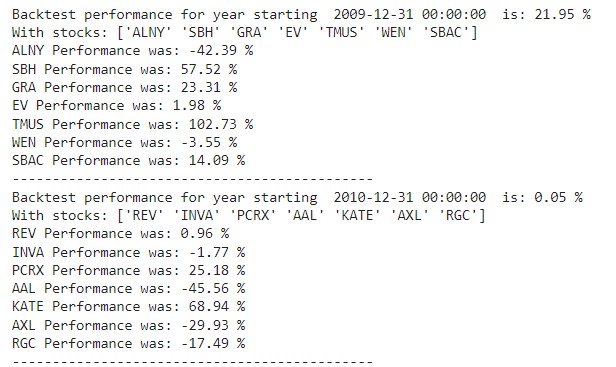 Backtest performance for year starting  2009-12-31 00:00:00  is: 21.95 %
With stocks: ['ALNY' 'SBH' 'GRA' 'EV' 'TMUS' 'WEN' 'SBAC']
ALNY Performance was: -42.39 %
SBH Performance was: 57.52 %
GRA Performance was: 23.31 %
EV Performance was: 1.98 %
TMUS Performance was: 102.73 %
WEN Performance was: -3.55 %
SBAC Performance was: 14.09 %
---------------------------------------------
Backtest performance for year starting  2010-12-31 00:00:00  is: 0.05 %
With stocks: ['REV' 'INVA' 'PCRX' 'AAL' 'KATE' 'AXL' 'RGC']
REV Performance was: 0.96 %
INVA Performance was: -1.77 %
PCRX Performance was: 25.18 %
AAL Performance was: -45.56 %
KATE Performance was: 68.94 %
AXL Performance was: -29.93 %
RGC Performance was: -17.49 %
---------------------------------------------